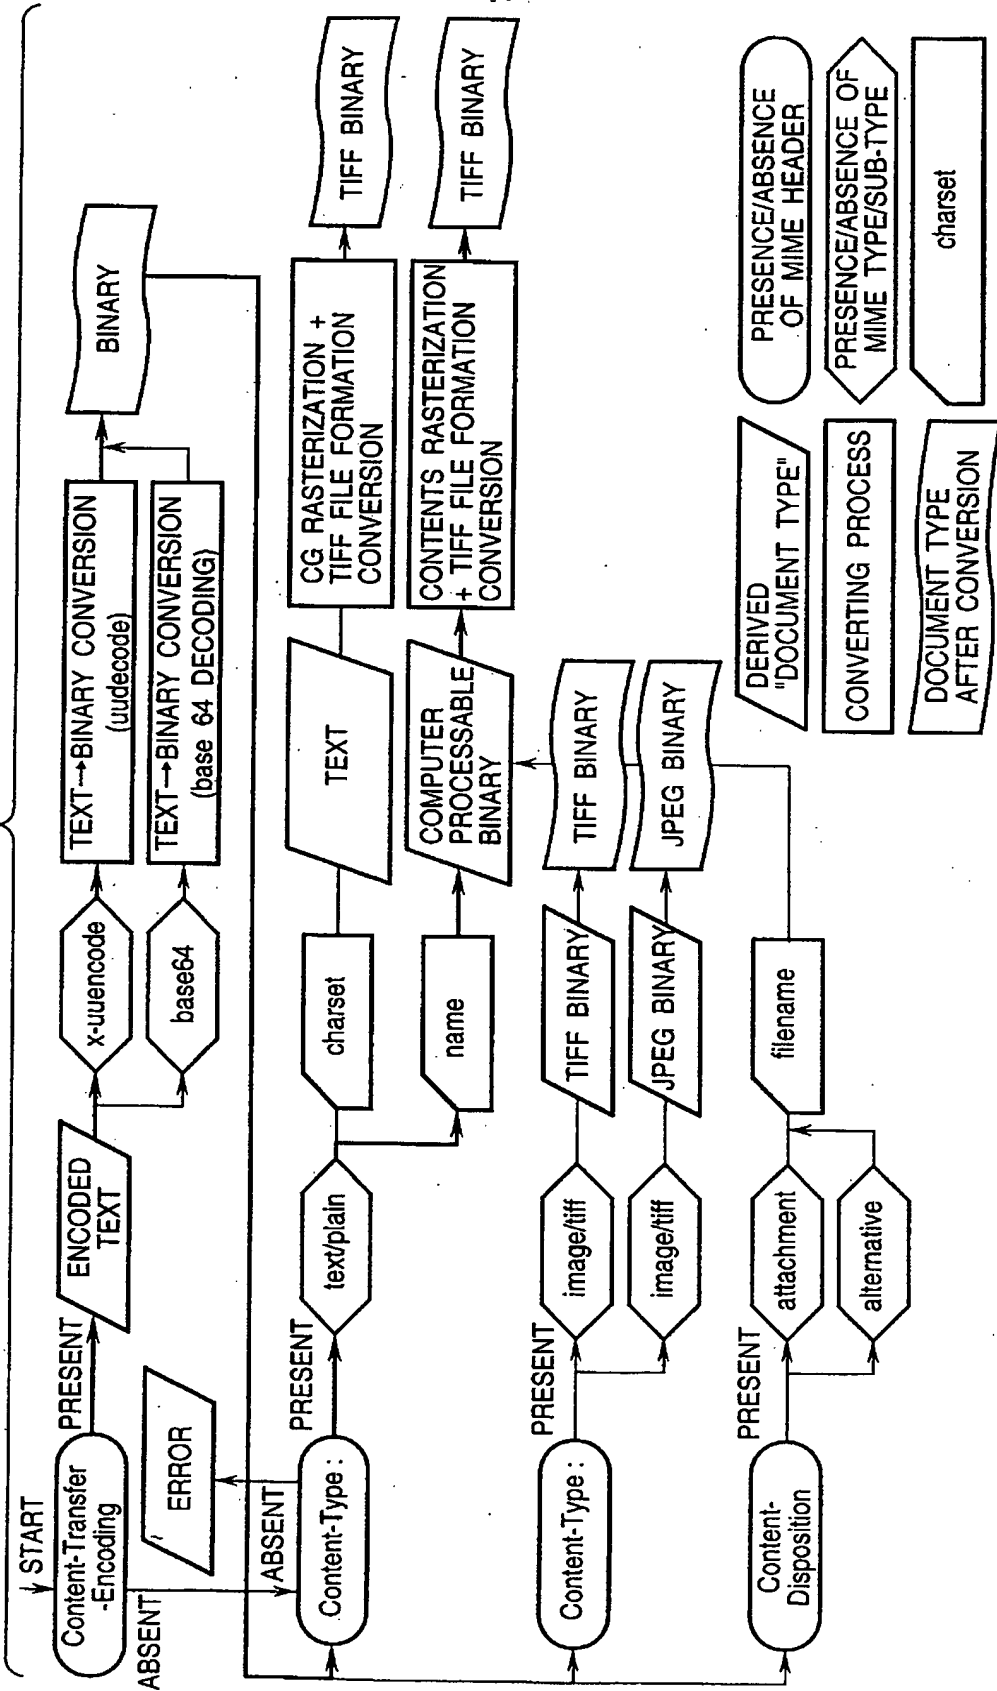 START
Content-Transfer
-Encoding
PRESENT
ENCODED
TEXT
x-uuencode
TEXT→BINARY CONVERSION
(uudecode)
BINARY
base64
TEXT→BINARY CONVERSION
(base 64 DECODING)
ABSENT
ERROR
ABSENT
Content-Type :
PRESENT
text/plain
charset
TEXT
CG RASTERIZATION +
TIFF FILE FORMATION
CONVERSION
TIFF BINARY
name
COMPUTER
PROCESSABLE
BINARY
CONTENTS RASTERIZATION
+ TIFF FILE FORMATION
CONVERSION
TIFF BINARY
Content-Type :
PRESENT
image/tiff
TIFF BINARY
TIFF BINARY
image/tiff
JPEG BINARY
JPEG BINARY
Content-
Disposition
PRESENT
attachment
filename
alternative
DERIVED
"DOCUMENT TYPE"
PRESENCE/ABSENCE
OF MIME HEADER
CONVERTING PROCESS
PRESENCE/ABSENCE OF
MIME TYPE/SUB-TYPE
DOCUMENT TYPE
AFTER CONVERSION
charset